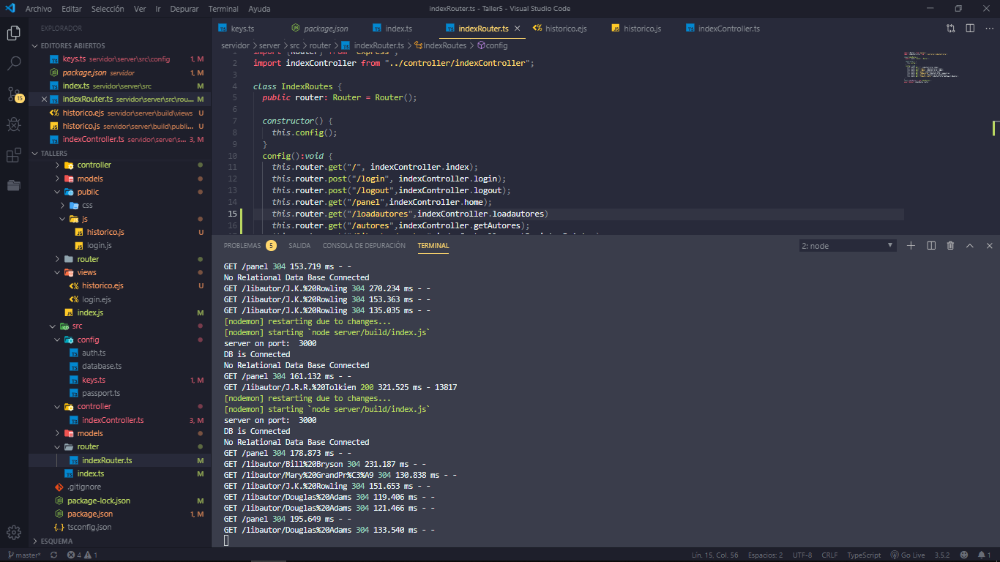 Archivo Editar Selección Ver Ir Depurar Terminal Ayuda
indexRouter.ts - Taller5 - Visual Studio Code
EXPLORADOR
EDITORES ABIERTOS
keys.ts servidor\server\src\config 1, M
package.json servidor 1, M
index.ts servidor\server\src M
indexRouter.ts servidor\server\src\rou... M
historico.ejs servidor\server\build\views U
historico.js servidor\server\build\publi... U
indexController.ts servidor\server\s... 3, M
TALLER5
controller
models
public
css
js
historico.js U
login.js
router
views
historico.ejs U
login.ejs
index.js M
src
config
auth.ts
database.ts
keys.ts 1, M
passport.ts
controller
indexController.ts 3, M
models
router
indexRouter.ts M
index.ts M
.gitignore
package-lock.json M
package.json 1, M
tsconfig.json
ESQUEMA
keys.ts package.json index.ts indexRouter.ts historico.ejs historico.js indexController.ts
servidor > server > src > router > indexRouter.ts > IndexRoutes > config
1 import {Router} from "express";
2 import indexController from "../controller/indexController";
3
4 class IndexRoutes {
5 public router: Router = Router();
6
7 constructor() {
8 this.config();
9 }
10 config():void {
11 this.router.get("/", indexController.index);
12 this.router.post("/login", indexController.login);
13 this.router.post("/logout",indexController.logout);
14 this.router.get("/panel",indexController.home);
15 this.router.get("/loadautores",indexController.loadautores)
16 this.router.get("/autores",indexController.getAutores);
PROBLEMAS 5 SALIDA CONSOLA DE DEPURACIÓN TERMINAL 2: node
GET /panel 304 153.719 ms - -
No Relational Data Base Connected
GET /libautor/J.K.%20Rowling 304 270.234 ms - -
GET /libautor/J.K.%20Rowling 304 153.363 ms - -
GET /libautor/J.K.%20Rowling 304 135.035 ms - -
[nodemon] restarting due to changes...
[nodemon] starting `node server/build/index.js`
server on port:  3000
DB is Connected
No Relational Data Base Connected
GET /panel 304 161.132 ms - -
GET /libautor/J.R.R.%20Tolkien 200 321.525 ms - 13817
[nodemon] restarting due to changes...
[nodemon] starting `node server/build/index.js`
server on port:  3000
DB is Connected
No Relational Data Base Connected
GET /panel 304 178.873 ms - -
GET /libautor/Bill%20Bryson 304 231.187 ms - -
GET /libautor/Mary%20GrandPr%C3%A9 304 130.838 ms - -
GET /libautor/J.K.%20Rowling 304 151.653 ms - -
GET /libautor/Douglas%20Adams 304 119.406 ms - -
GET /libautor/Douglas%20Adams 304 121.466 ms - -
GET /panel 304 195.649 ms - -
GET /libautor/Douglas%20Adams 304 133.540 ms - -
15
master* 4 1 Lín. 15, Col. 56 Espacios: 2 UTF-8 CRLF TypeScript Go Live 3.5.2 1